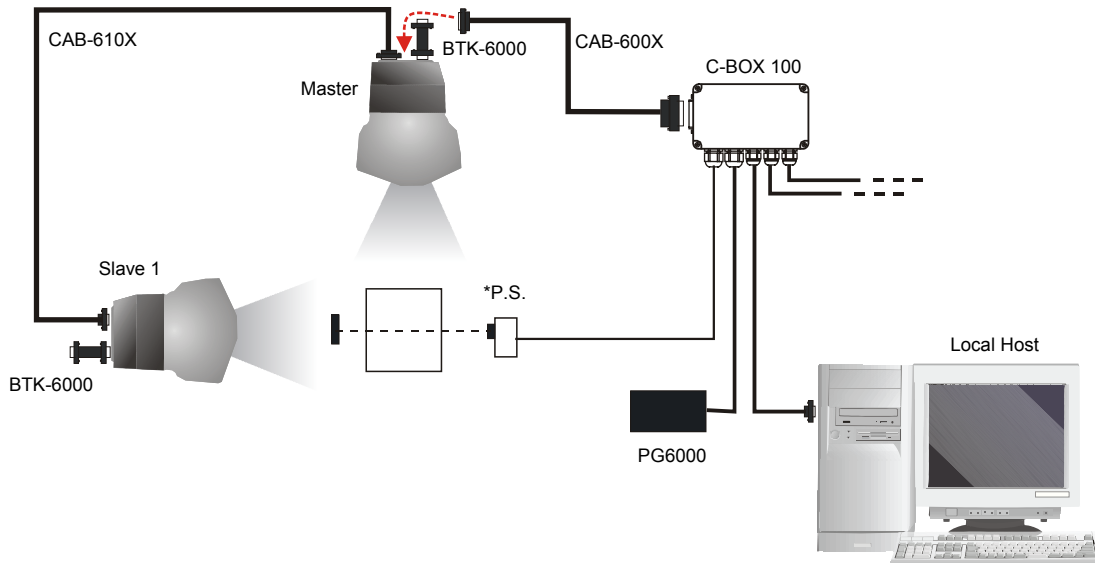 CAB-610X
BTK-6000
CAB-600X
C-BOX 100
Master
Slave 1
*P.S.
BTK-6000
Local Host
PG6000